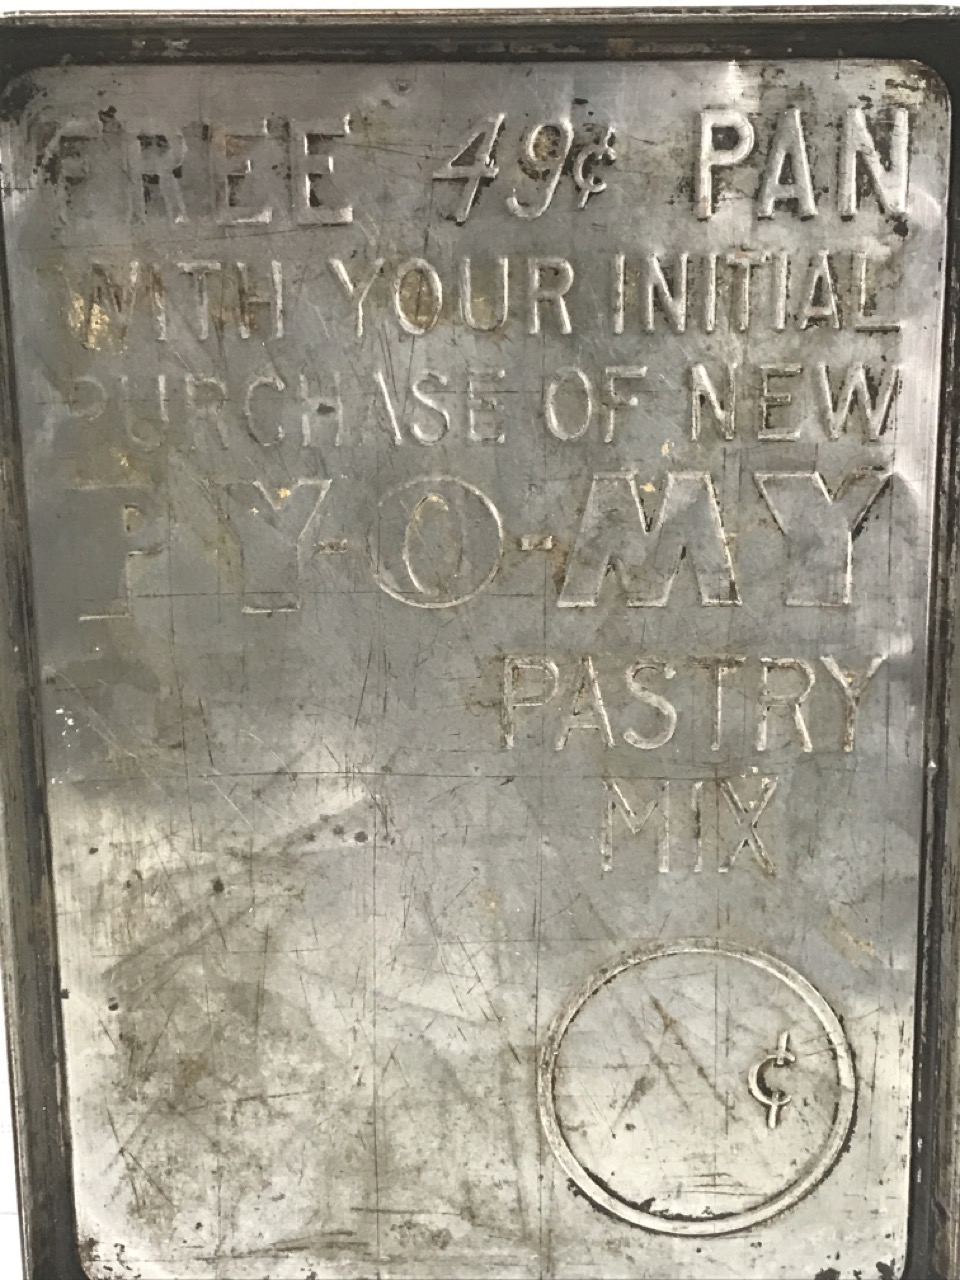 FREE 49¢ PAN
WITH YOUR INITIAL
PURCHASE OF NEW
PY-O-MY
PASTRY
MIX
¢